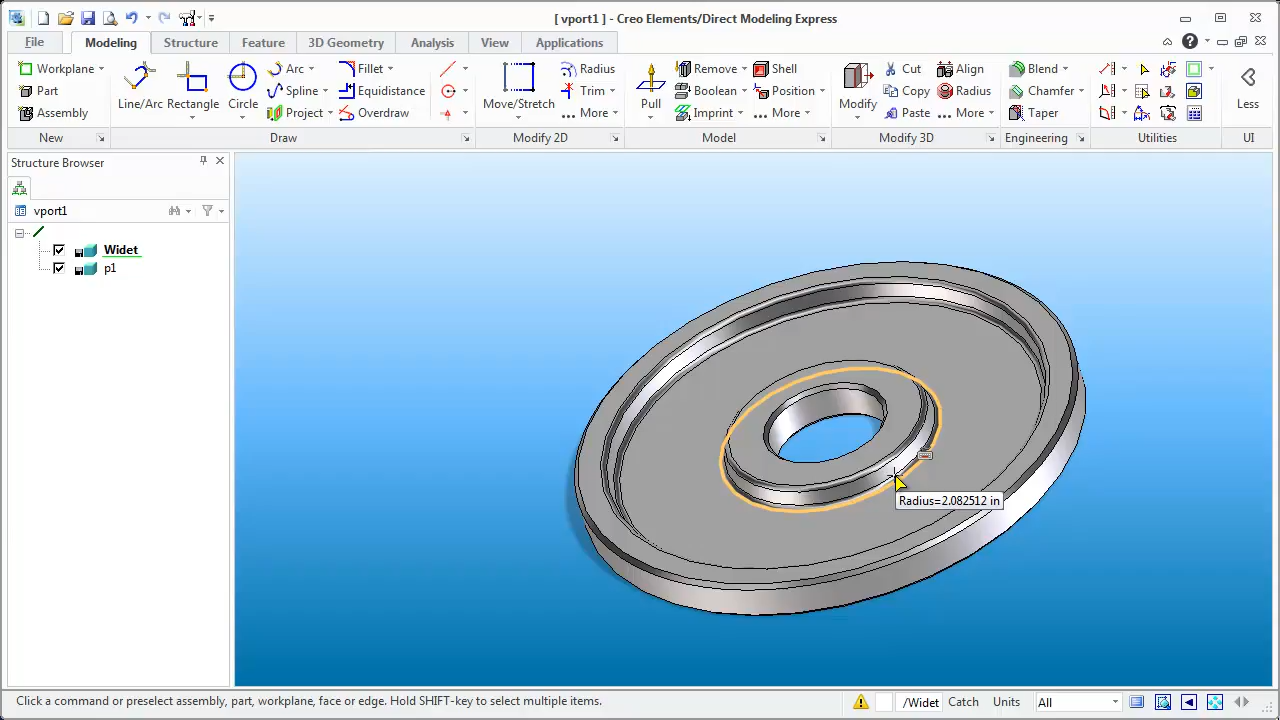 [ vport1 ] - Creo Elements/Direct Modeling Express
File Modeling Structure Feature 3D Geometry Analysis View Applications
Workplane
Part
Assembly
New
Line/Arc Rectangle Circle
Arc Fillet
Spline Equidistance
Project Overdraw
Draw
Move/Stretch
Radius
Trim
... More
Modify 2D
Pull
Remove Shell
Boolean Position
Imprint ... More
Model
Modify
Cut Align
Copy Radius
Paste ... More
Modify 3D
Blend
Chamfer
Taper
Engineering
Utilities
Less
UI
Structure Browser
vport1
Widet
p1
Radius=2.082512 in
Click a command or preselect assembly, part, workplane, face or edge. Hold SHIFT-key to select multiple items.
/Widet Catch Units All